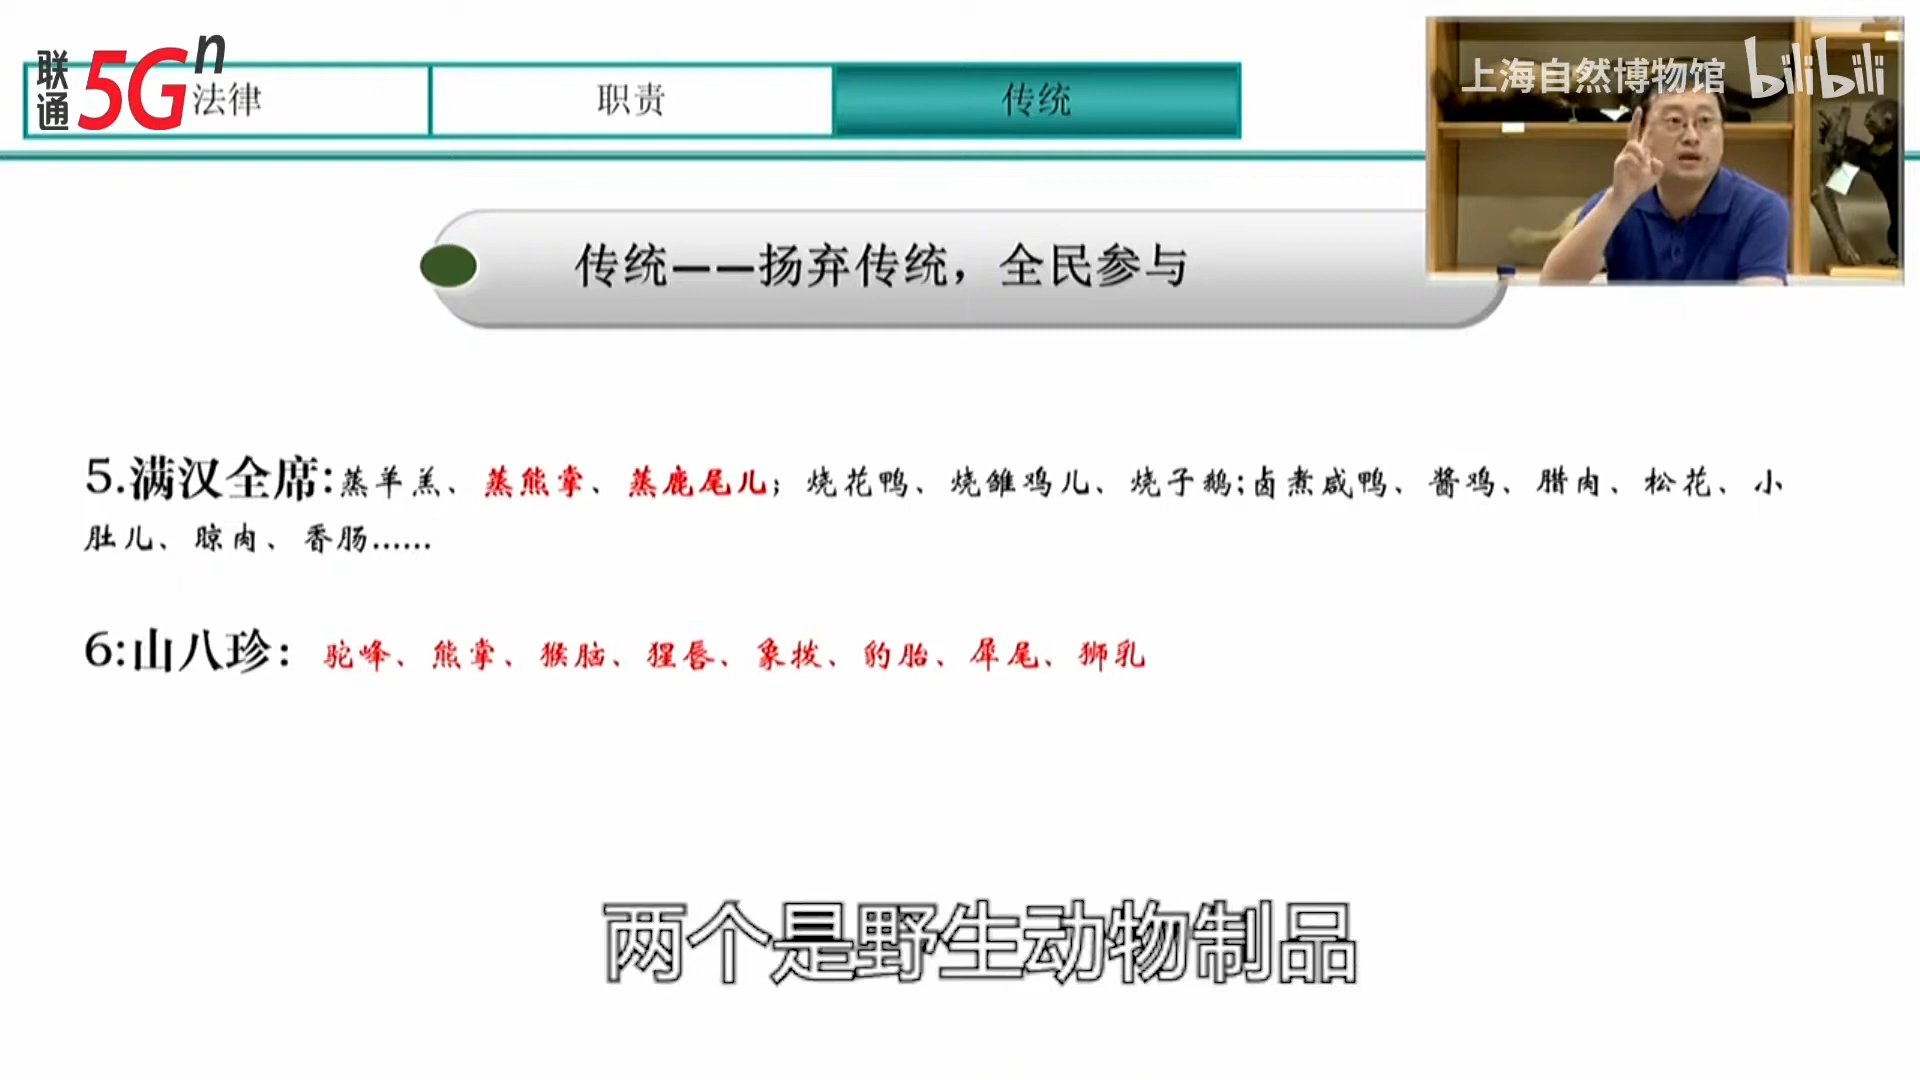 联通 5Gn
上海自然博物馆 bilibili
法律 职责 传统
传统——扬弃传统，全民参与
5.满汉全席:蒸羊羔、蒸熊掌、蒸鹿尾儿；烧花鸭、烧雏鸡儿、烧子鹅;卤煮咸鸭、酱鸡、腊肉、松花、小
肚儿、晾肉、香肠……
6:山八珍：驼峰、熊掌、猴脑、猩唇、象拨、豹胎、犀尾、狮乳
两个是野生动物制品